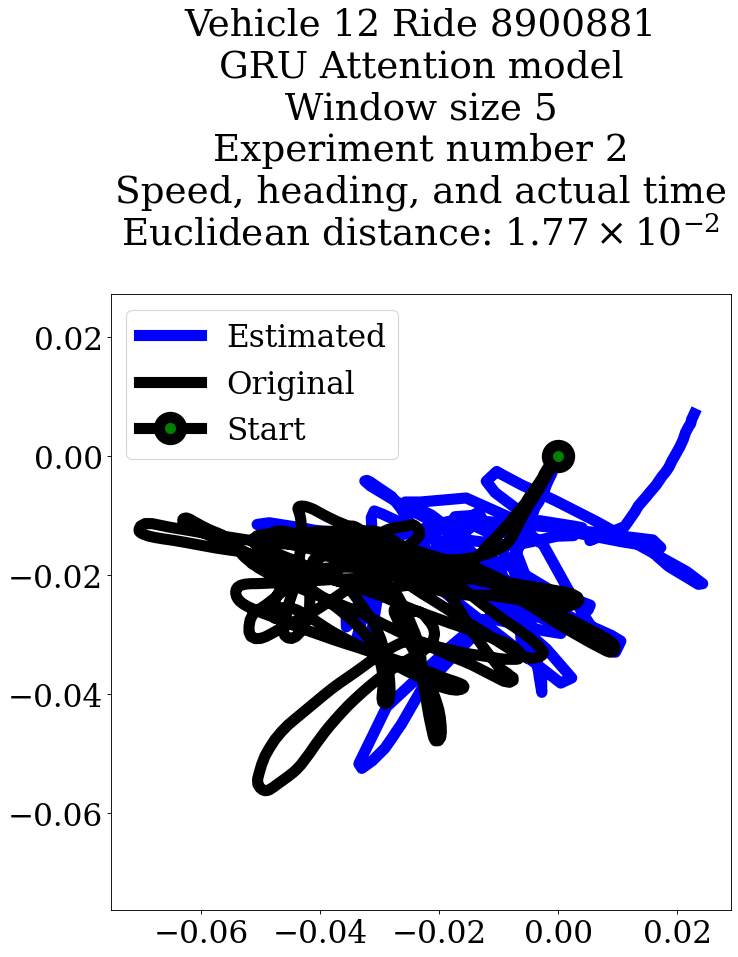 Vehicle 12 Ride 8900881
GRU Attention model
Window size 5
Experiment number 2
Speed, heading, and actual time
Euclidean distance: 1.77 × 10⁻²
Estimated
Original
Start
0.02
0.00
−0.02
−0.04
−0.06
−0.06 −0.04 −0.02 0.00 0.02